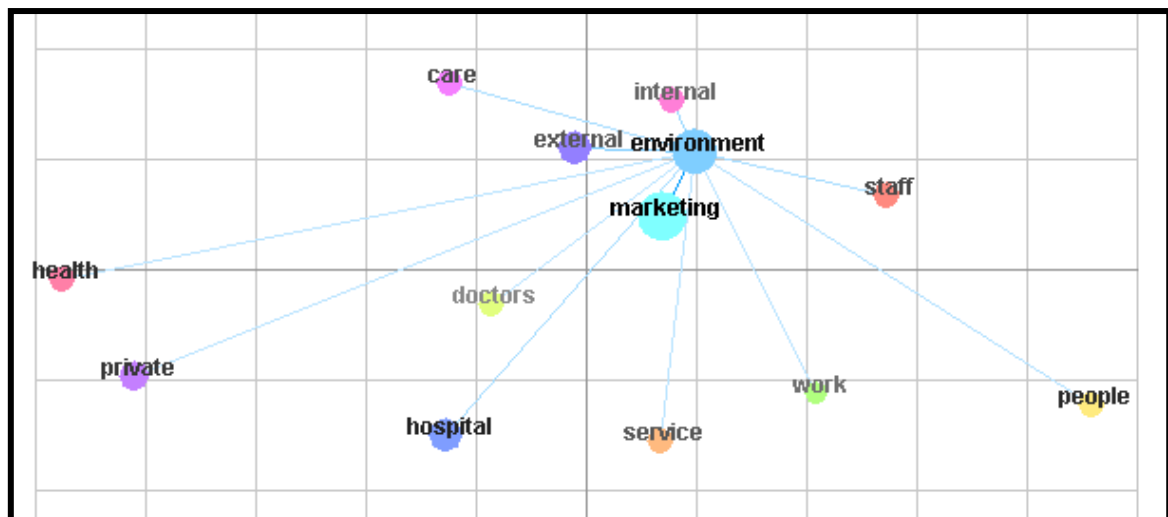 care
internal
external
environment
staff
marketing
health
doctors
private
work
people
hospital
service